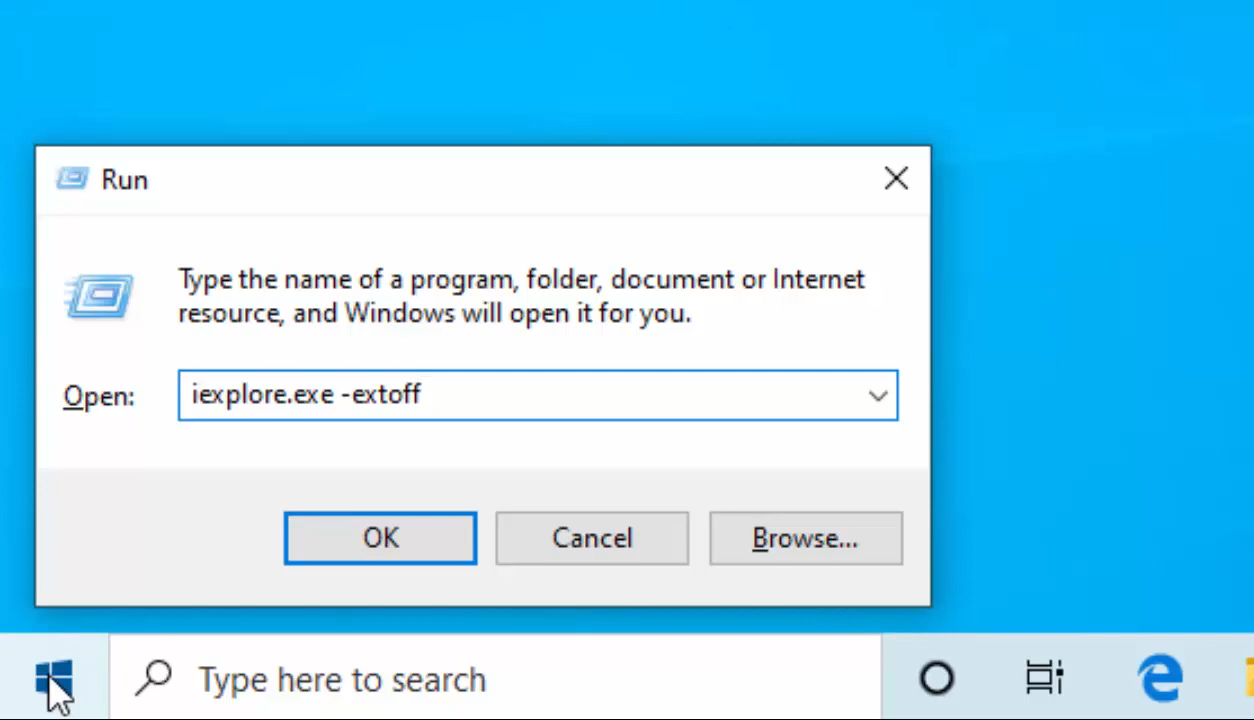 Run
Type the name of a program, folder, document or Internet
resource, and Windows will open it for you.
Open:
iexplore.exe -extoff
OK
Cancel
Browse...
Type here to search